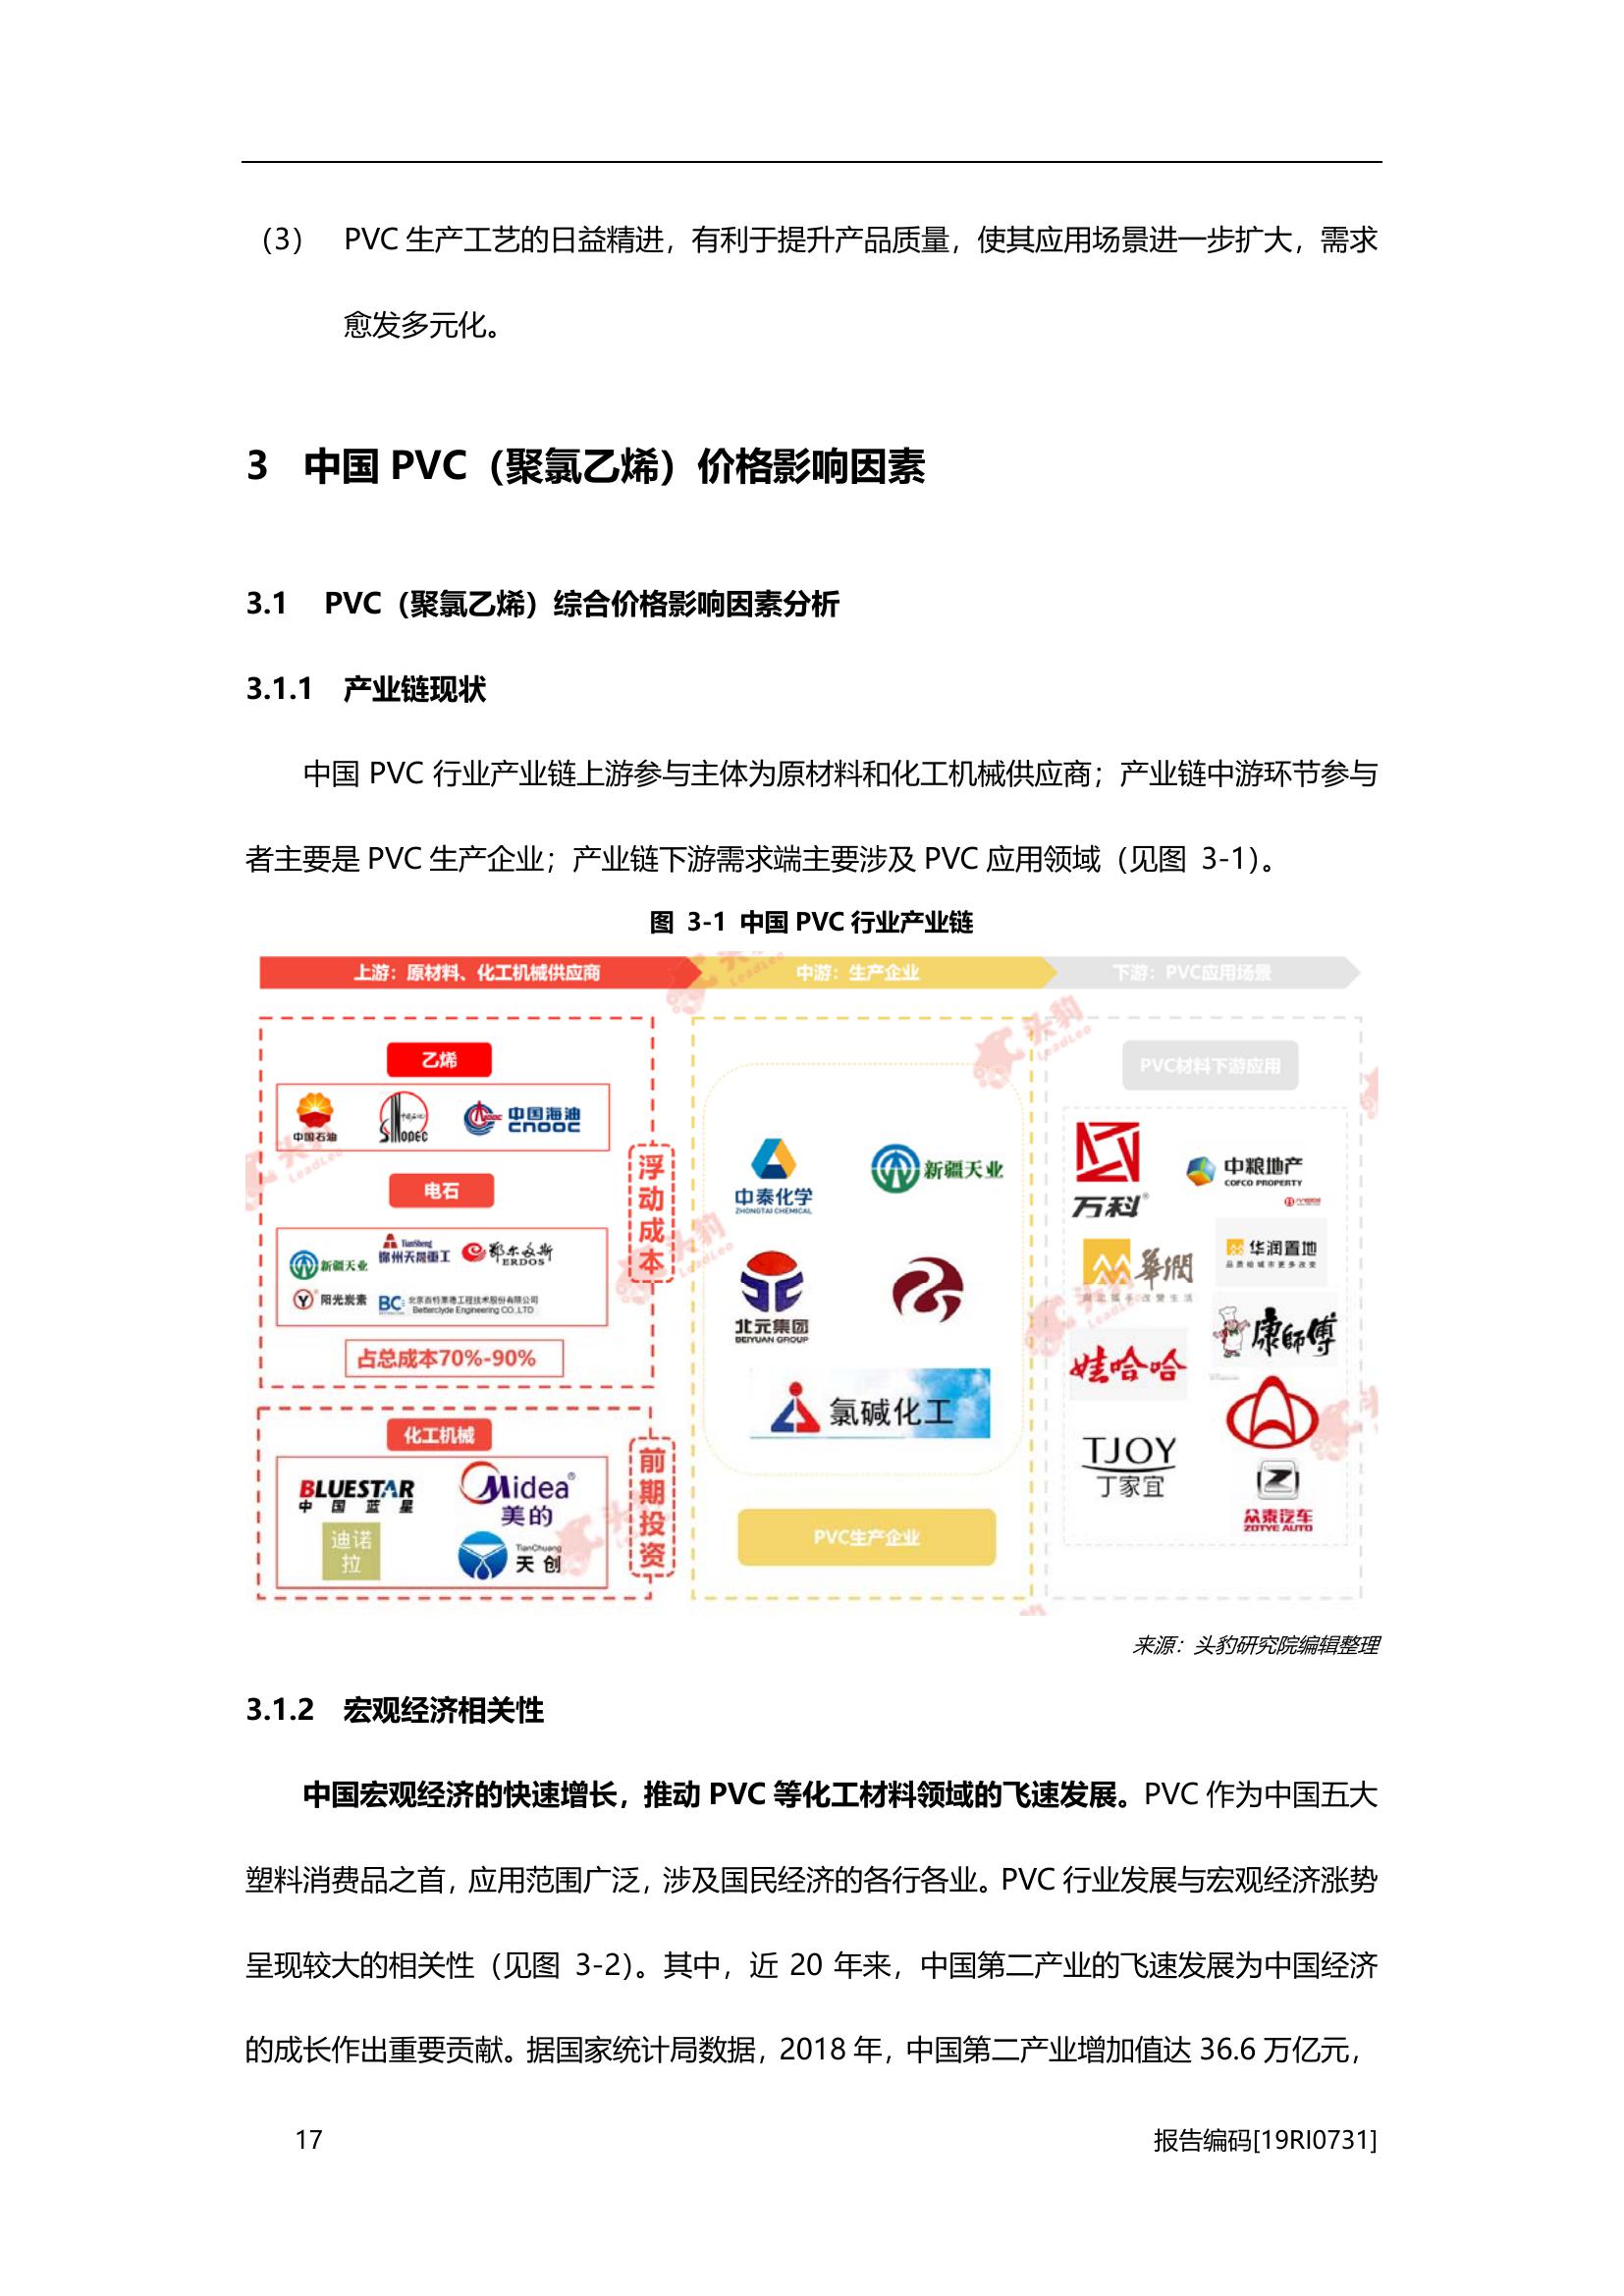 （3） PVC 生产工艺的日益精进，有利于提升产品质量，使其应用场景进一步扩大，需求
愈发多元化。
3 中国 PVC（聚氯乙烯）价格影响因素
3.1 PVC（聚氯乙烯）综合价格影响因素分析
3.1.1 产业链现状
中国 PVC 行业产业链上游参与主体为原材料和化工机械供应商；产业链中游环节参与
者主要是 PVC 生产企业；产业链下游需求端主要涉及 PVC 应用领域（见图 3-1）。
图 3-1 中国 PVC 行业产业链
上游：原材料、化工机械供应商
中游：生产企业
下游：PVC应用场景
乙烯
中国石油
SINOPEC
中国海油
CNOOC
电石
新疆天业
TianSheng
锦州天晟重工
鄂尔多斯
ERDOS
阳光炭素
BC
北京百特莱德工程技术股份有限公司
Betterclyde Engineering CO.,LTD
占总成本70%-90%
浮动成本
化工机械
BLUESTAR
中国蓝星
Midea
美的
迪诺
拉
TianChuang
天创
前期投资
中泰化学
ZHONGTAI CHEMICAL
新疆天业
北元集团
BEIYUAN GROUP
氯碱化工
PVC生产企业
PVC材料下游应用
万科
中粮地产
COFCO PROPERTY
華潤
华润置地
品质给城市更多改变
娃哈哈
康師傅
TJOY
丁家宜
众泰汽车
ZOTYE AUTO
头豹
LeadLeo
来源：头豹研究院编辑整理
3.1.2 宏观经济相关性
中国宏观经济的快速增长，推动 PVC 等化工材料领域的飞速发展。PVC 作为中国五大
塑料消费品之首，应用范围广泛，涉及国民经济的各行各业。PVC 行业发展与宏观经济涨势
呈现较大的相关性（见图 3-2）。其中，近 20 年来，中国第二产业的飞速发展为中国经济
的成长作出重要贡献。据国家统计局数据，2018 年，中国第二产业增加值达 36.6 万亿元，
17
报告编码[19RI0731]